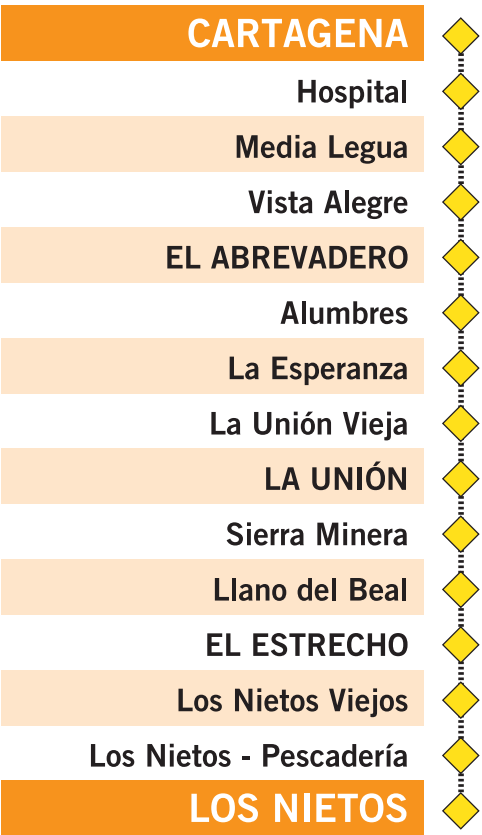 CARTAGENA
Hospital
Media Legua
Vista Alegre
EL ABREVADERO
Alumbres
La Esperanza
La Unión Vieja
LA UNIÓN
Sierra Minera
Llano del Beal
EL ESTRECHO
Los Nietos Viejos
Los Nietos - Pescadería
LOS NIETOS